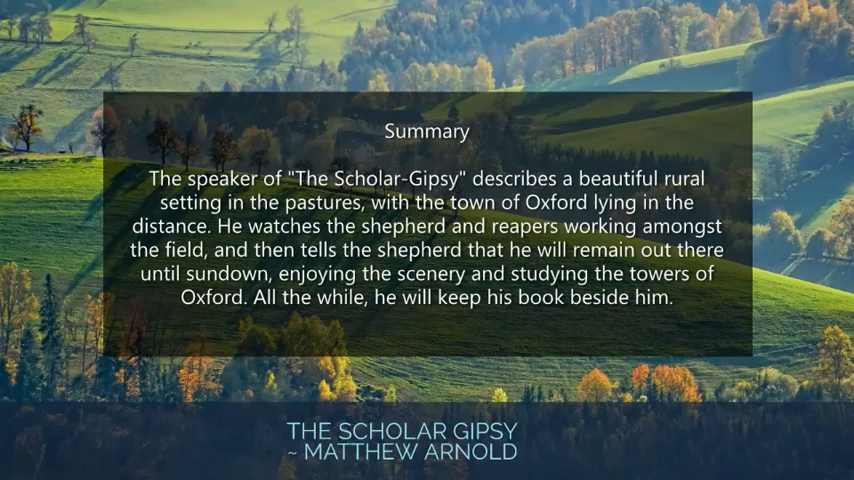 Summary
The speaker of "The Scholar-Gipsy" describes a beautiful rural
setting in the pastures, with the town of Oxford lying in the
distance. He watches the shepherd and reapers working amongst
the field, and then tells the shepherd that he will remain out there
until sundown, enjoying the scenery and studying the towers of
Oxford. All the while, he will keep his book beside him.
THE SCHOLAR GIPSY
~ MATTHEW ARNOLD